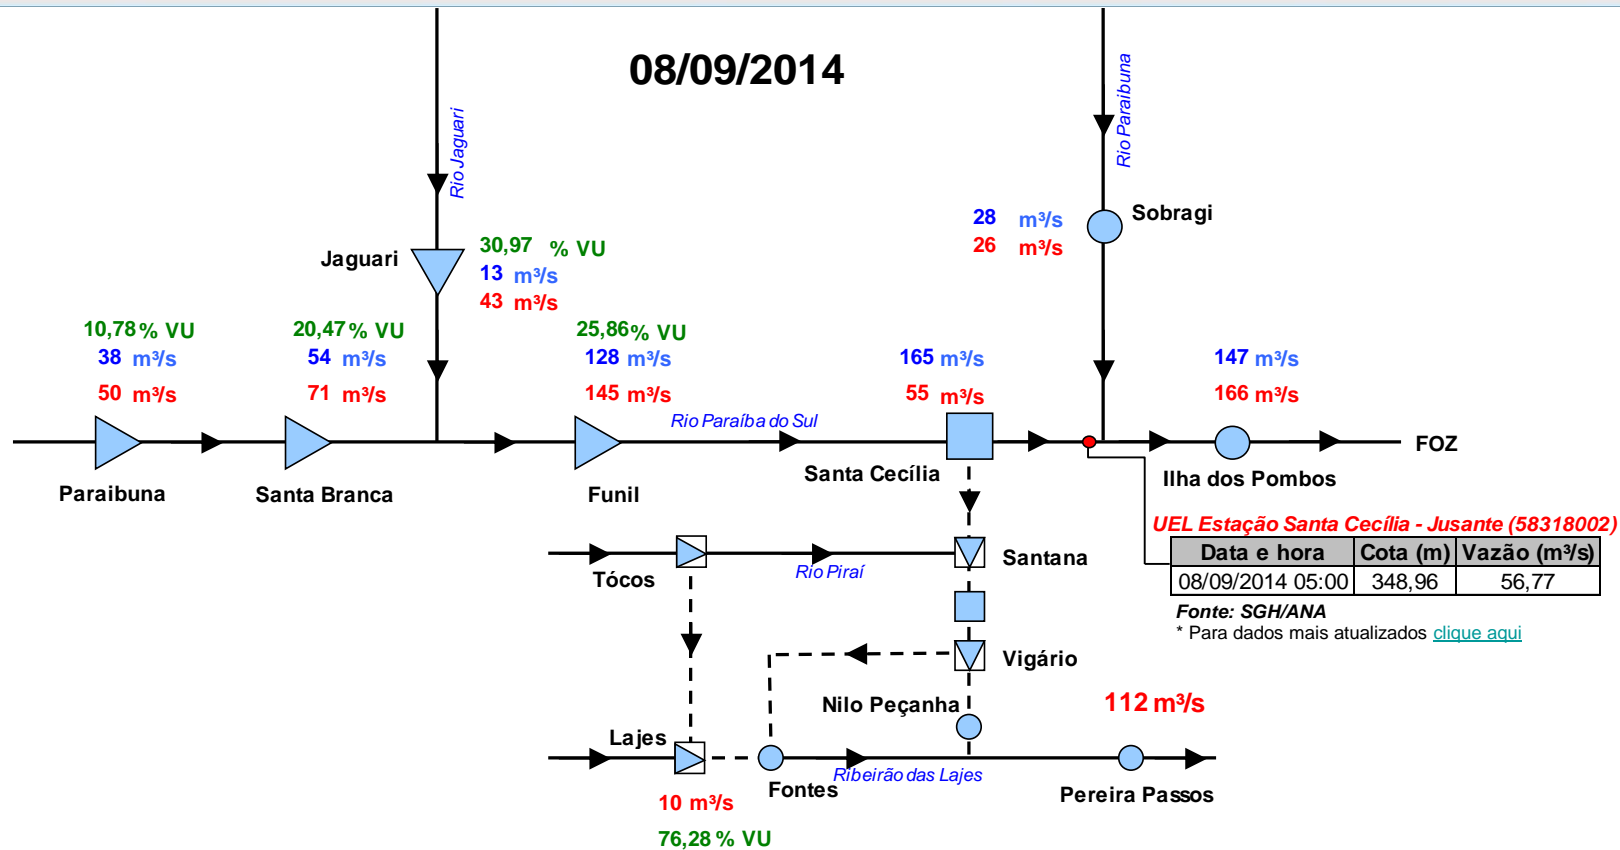 08/09/2014
Rio Jaguari
Rio Paraibuna
Sobragi
28 m³/s
26 m³/s
Jaguari
30,97 % VU
13 m³/s
43 m³/s
10,78 % VU
38 m³/s
50 m³/s
20,47 % VU
54 m³/s
71 m³/s
25,86 % VU
128 m³/s
145 m³/s
165 m³/s
55 m³/s
147 m³/s
166 m³/s
Rio Paraíba do Sul
FOZ
Paraibuna
Santa Branca
Funil
Santa Cecília
Ilha dos Pombos
UEL Estação Santa Cecília - Jusante (58318002)
Data e hora Cota (m) Vazão (m³/s)
08/09/2014 05:00 348,96 56,77
Fonte: SGH/ANA
* Para dados mais atualizados clique aqui
Tócos
Rio Piraí
Santana
Vigário
Nilo Peçanha
112 m³/s
Lajes
Ribeirão das Lajes
Fontes
Pereira Passos
10 m³/s
76,28 % VU